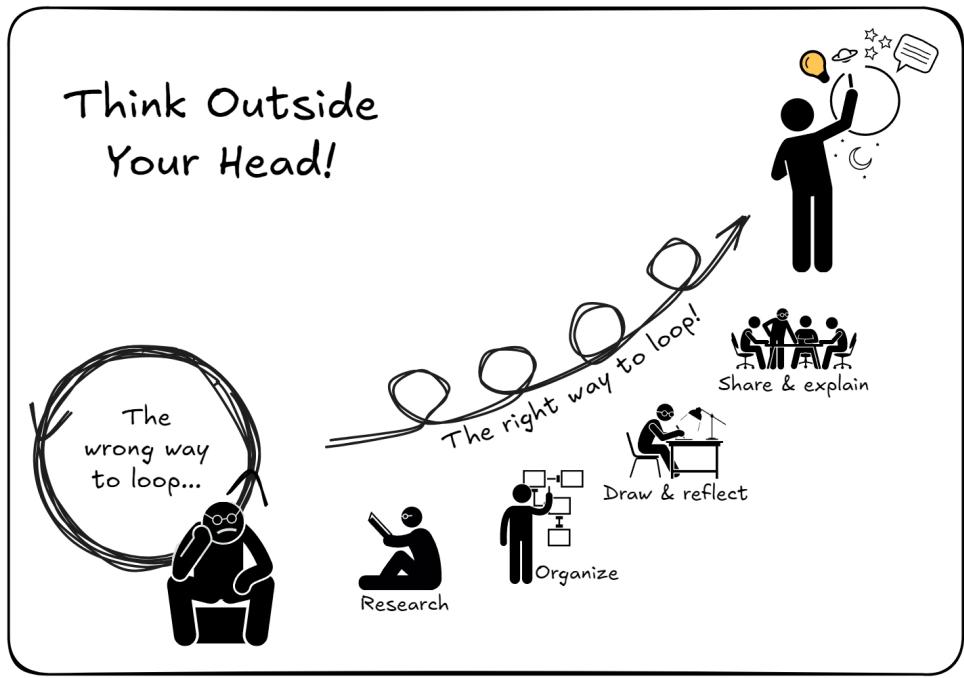 Think Outside
Your Head!
The
wrong way
to loop...
The right way to loop!
Share & explain
Draw & reflect
Organize
Research